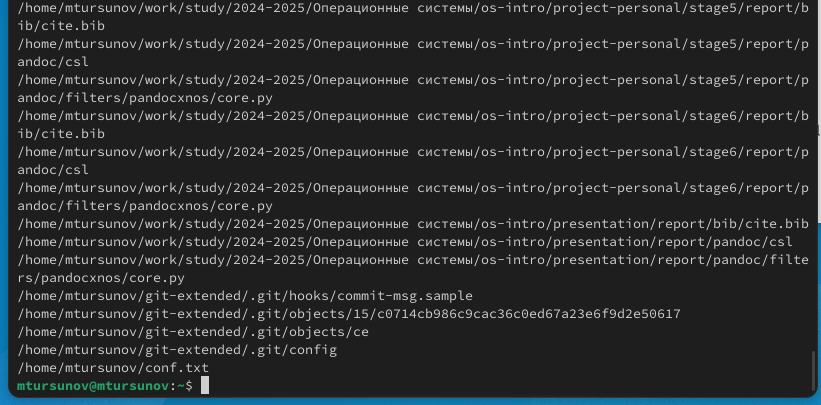 /home/mtursunov/work/study/2024-2025/Операционные системы/os-intro/project-personal/stage5/report/b
ib/cite.bib
/home/mtursunov/work/study/2024-2025/Операционные системы/os-intro/project-personal/stage5/report/p
andoc/csl
/home/mtursunov/work/study/2024-2025/Операционные системы/os-intro/project-personal/stage5/report/p
andoc/filters/pandocxnos/core.py
/home/mtursunov/work/study/2024-2025/Операционные системы/os-intro/project-personal/stage6/report/b
ib/cite.bib
/home/mtursunov/work/study/2024-2025/Операционные системы/os-intro/project-personal/stage6/report/p
andoc/csl
/home/mtursunov/work/study/2024-2025/Операционные системы/os-intro/project-personal/stage6/report/p
andoc/filters/pandocxnos/core.py
/home/mtursunov/work/study/2024-2025/Операционные системы/os-intro/presentation/report/bib/cite.bib
/home/mtursunov/work/study/2024-2025/Операционные системы/os-intro/presentation/report/pandoc/csl
/home/mtursunov/work/study/2024-2025/Операционные системы/os-intro/presentation/report/pandoc/filte
rs/pandocxnos/core.py
/home/mtursunov/git-extended/.git/hooks/commit-msg.sample
/home/mtursunov/git-extended/.git/objects/15/c0714cb986c9cac36c0ed67a23e6f9d2e50617
/home/mtursunov/git-extended/.git/objects/ce
/home/mtursunov/git-extended/.git/config
/home/mtursunov/conf.txt
mtursunov@mtursunov:~$